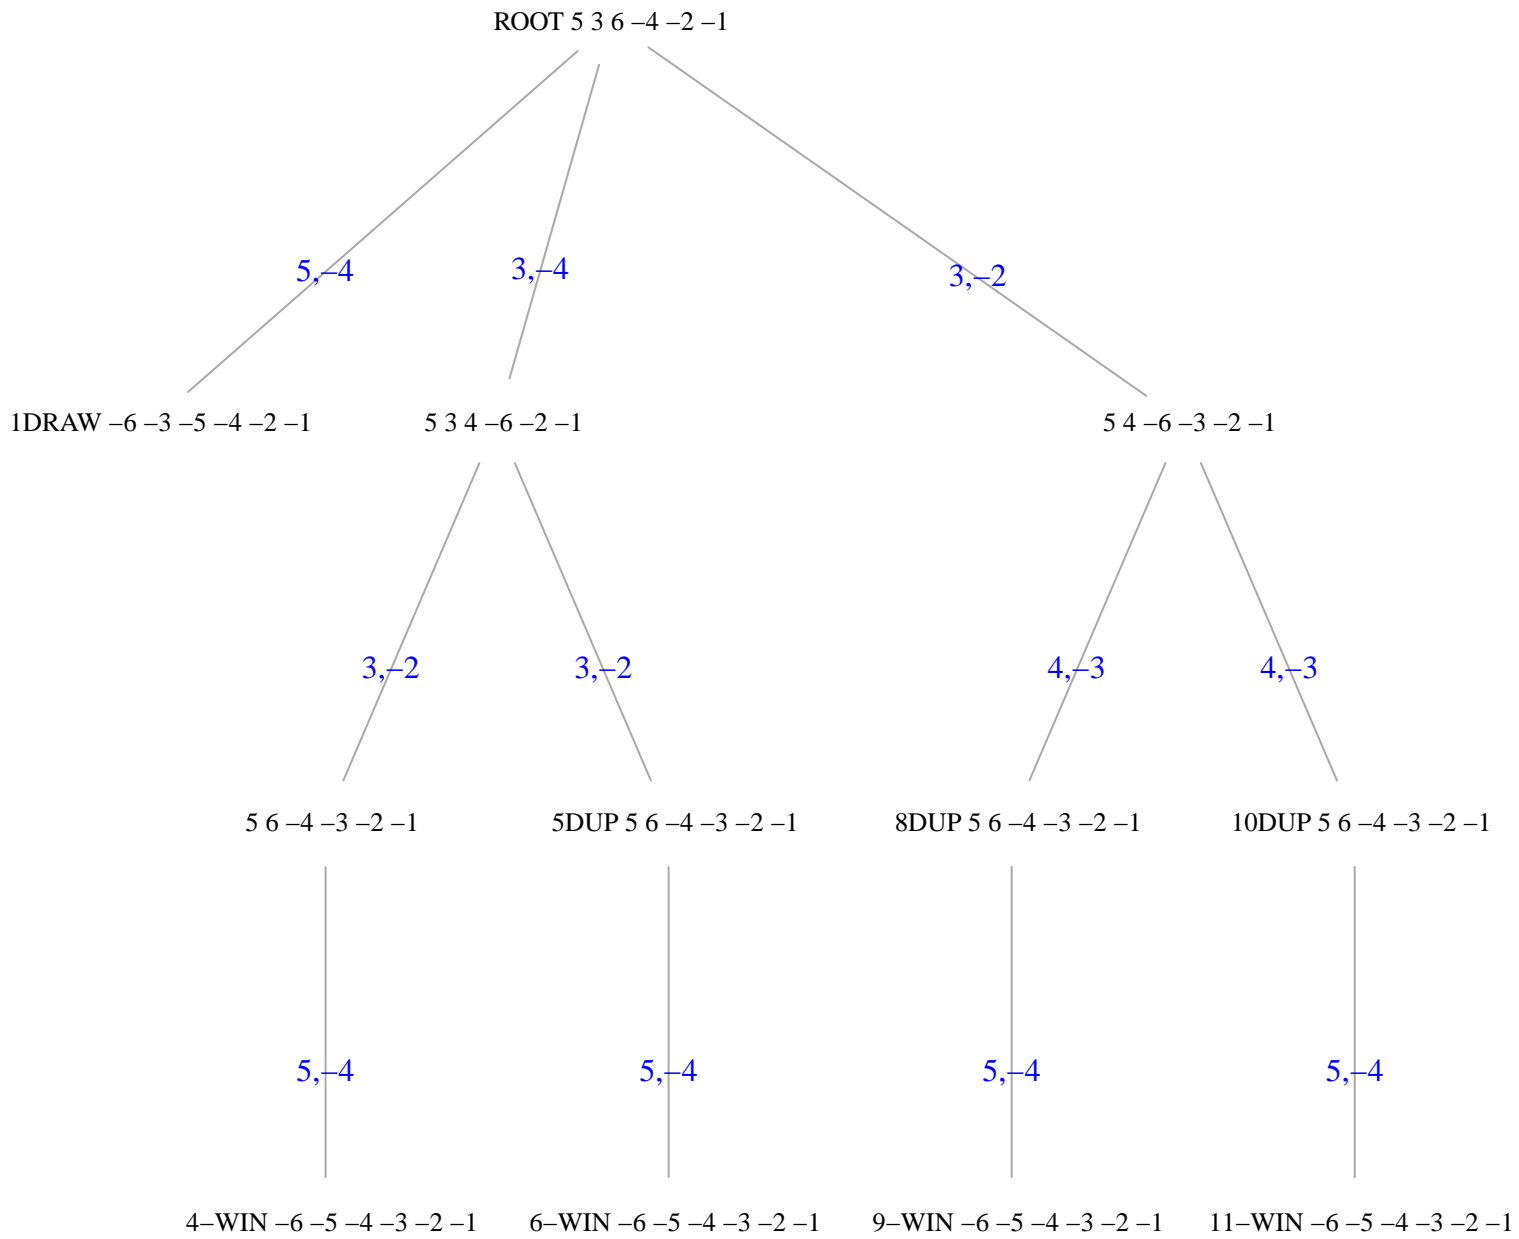 ROOT 5 3 6 –4 –2 –1
5,–4
3,–4
3,–2
1DRAW –6 –3 –5 –4 –2 –1
5 3 4 –6 –2 –1
5 4 –6 –3 –2 –1
3,–2
3,–2
4,–3
4,–3
5 6 –4 –3 –2 –1
5DUP 5 6 –4 –3 –2 –1
8DUP 5 6 –4 –3 –2 –1
10DUP 5 6 –4 –3 –2 –1
5,–4
5,–4
5,–4
5,–4
4–WIN –6 –5 –4 –3 –2 –1
6–WIN –6 –5 –4 –3 –2 –1
9–WIN –6 –5 –4 –3 –2 –1
11–WIN –6 –5 –4 –3 –2 –1